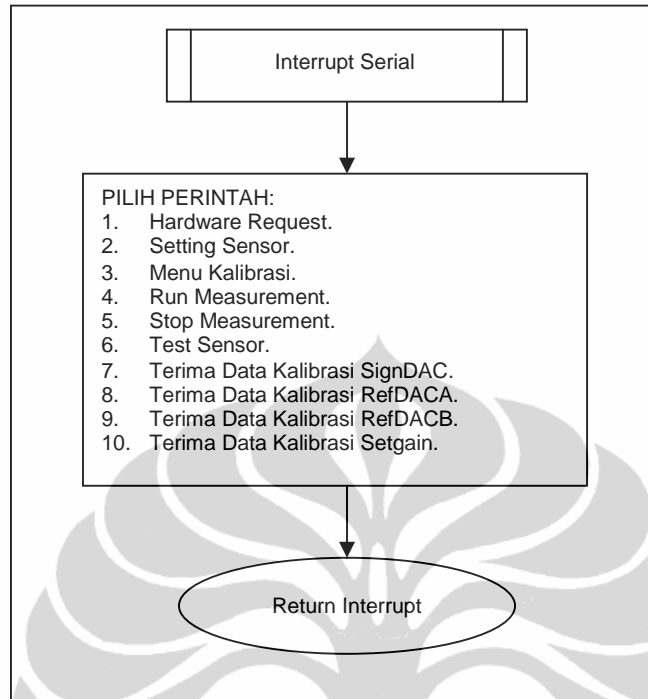 Interrupt Serial
PILIH PERINTAH:
1. Hardware Request.
2. Setting Sensor.
3. Menu Kalibrasi.
4. Run Measurement.
5. Stop Measurement.
6. Test Sensor.
7. Terima Data Kalibrasi SignDAC.
8. Terima Data Kalibrasi RefDACA.
9. Terima Data Kalibrasi RefDACB.
10. Terima Data Kalibrasi Setgain.
Return Interrupt